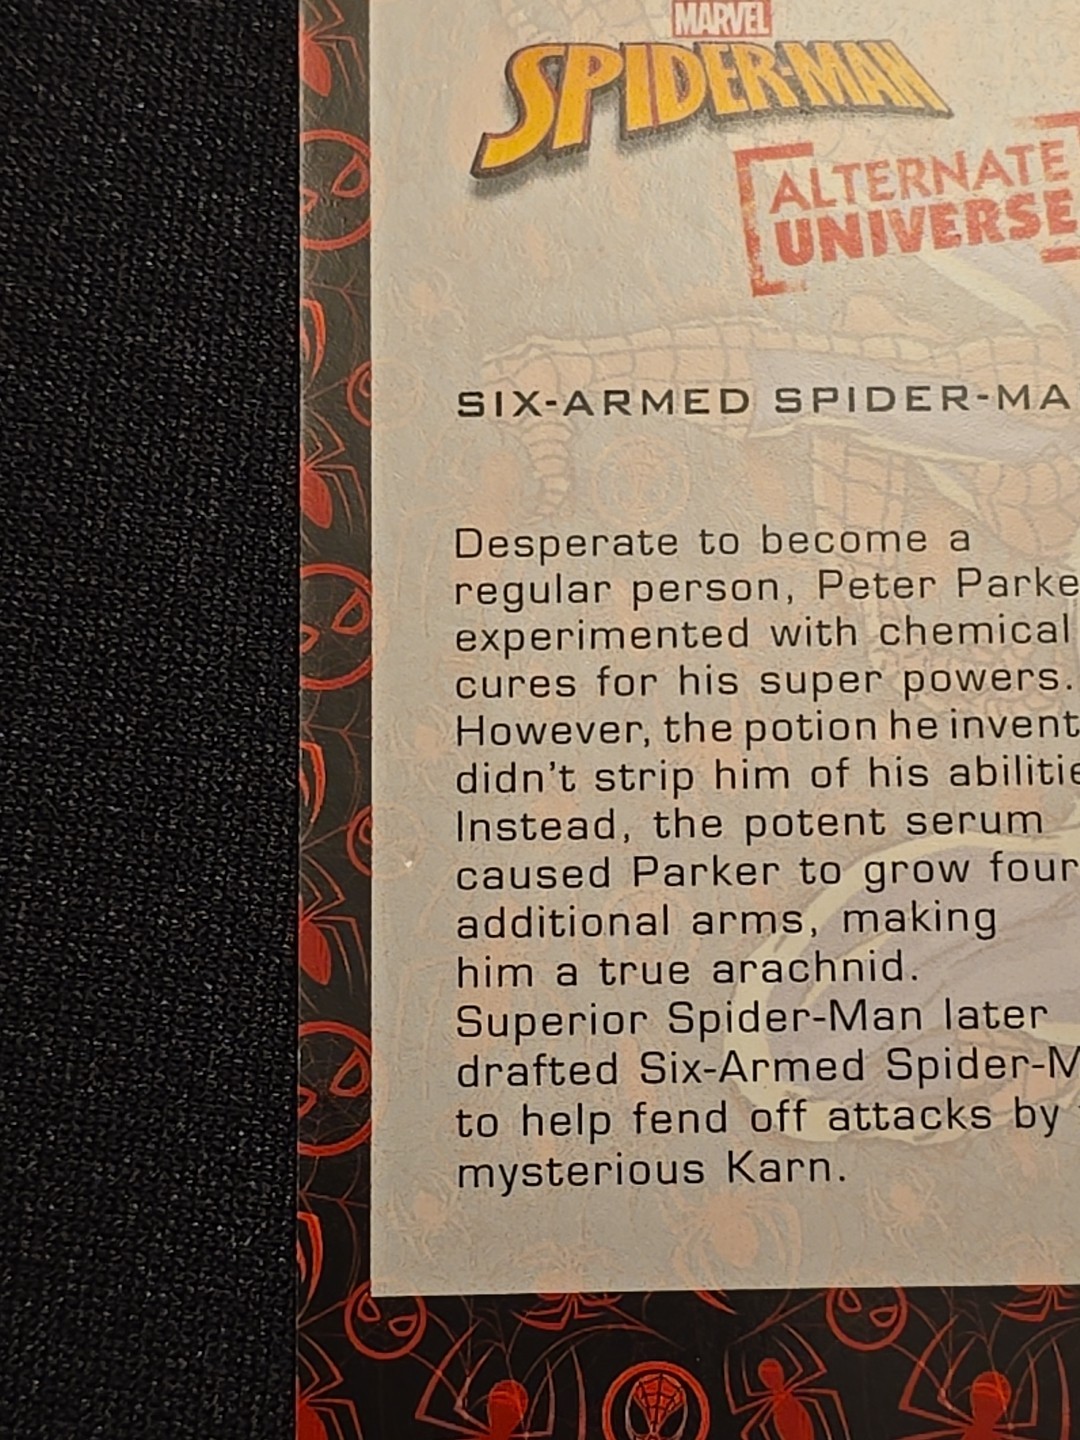 MARVEL
SPIDER-MAN
ALTERNATE
UNIVERSE
SIX-ARMED SPIDER-MA
Desperate to become a
regular person, Peter Parke
experimented with chemical
cures for his super powers.
However, the potion he invent
didn't strip him of his abilitie
Instead, the potent serum
caused Parker to grow four
additional arms, making
him a true arachnid.
Superior Spider-Man later
drafted Six-Armed Spider-M
to help fend off attacks by
mysterious Karn.